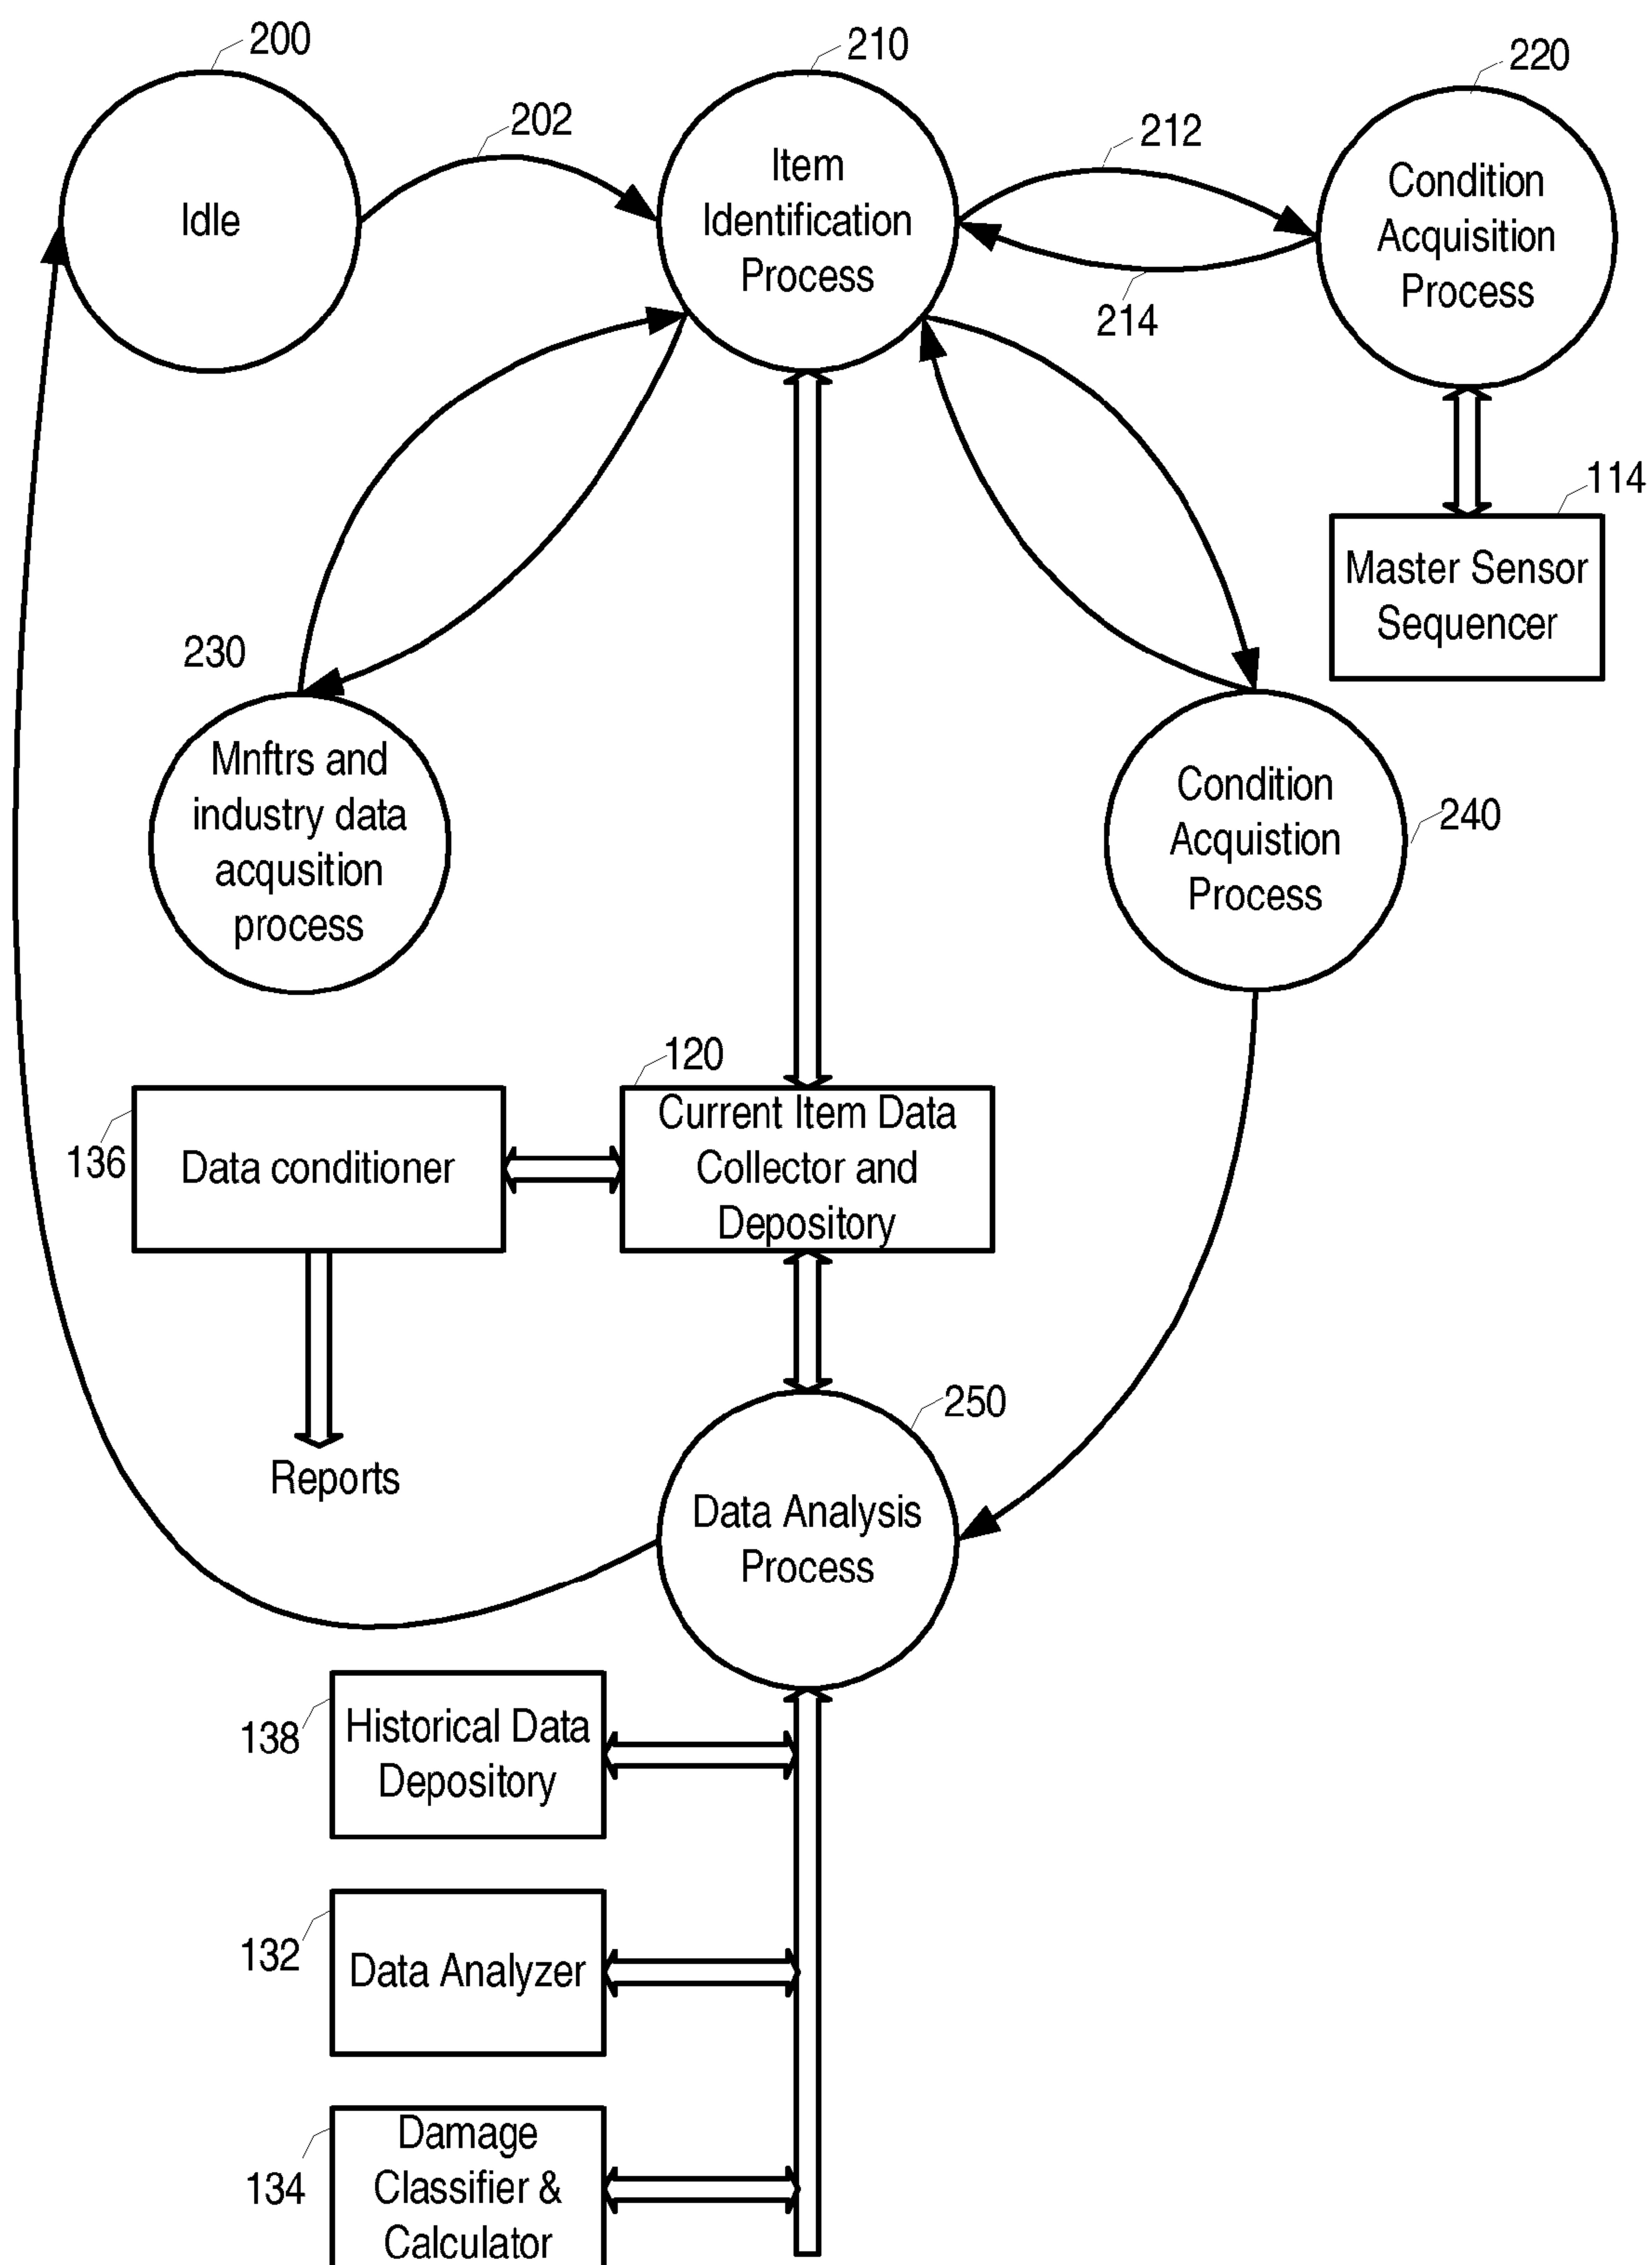 200
210
220
202
212
Idle
Item
Identification
Process
Condition
Acquisition
Process
214
114
Master Sensor
Sequencer
230
Mnftrs and
industry data
acqusition
process
Condition
Acquistion
Process
240
120
136
Data conditioner
Current Item Data
Collector and
Depository
250
Reports
Data Analysis
Process
138
Historical Data
Depository
132
Data Analyzer
134
Damage
Classifier &
Calculator